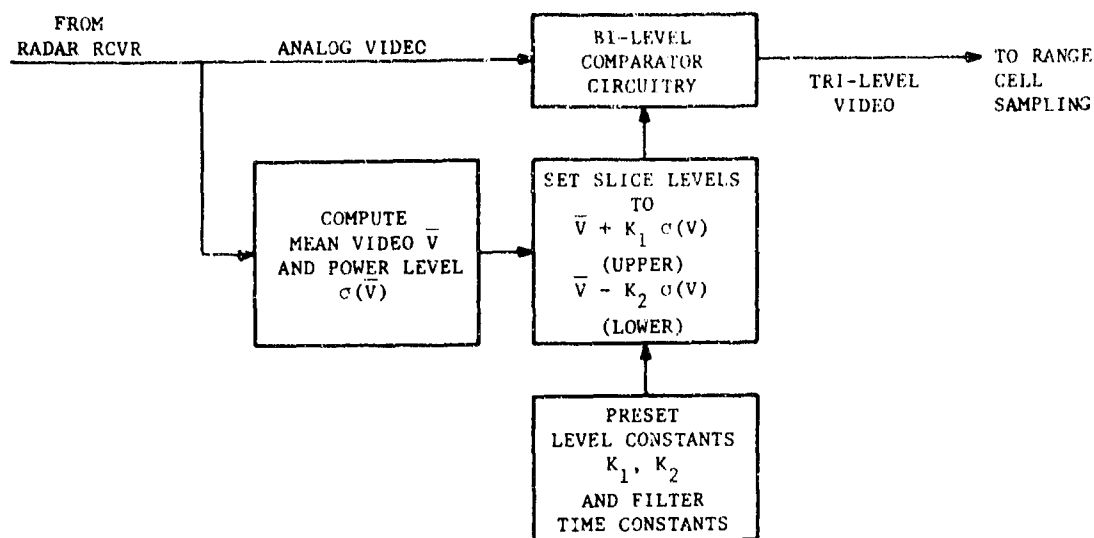 FROM
RADAR RCVR
ANALOG VIDEO
BI-LEVEL
COMPARATOR
CIRCUITRY
TRI-LEVEL
VIDEO
TO RANGE
CELL
SAMPLING
COMPUTE
MEAN VIDEO V̅
AND POWER LEVEL
σ(V̅)
SET SLICE LEVELS
TO
V̅ + K₁ σ(V)
(UPPER)
V̅ - K₂ σ(V)
(LOWER)
PRESET
LEVEL CONSTANTS
K₁, K₂
AND FILTER
TIME CONSTANTS